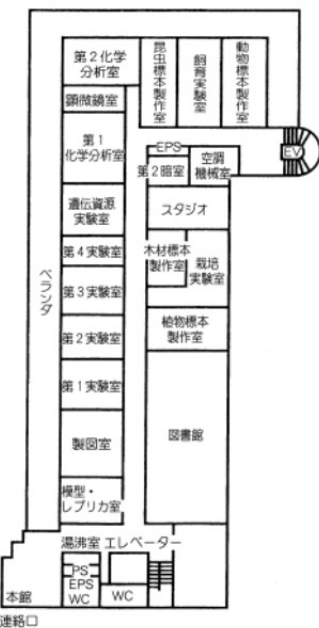 第2化学
分析室
昆虫標本製作室
飼育実験室
動物標本製作室
顕微鏡室
第1
化学分析室
EPS
第2暗室
空調
機械室
EV
遺伝資源
実験室
スタジオ
第4実験室
木材標本
製作室
栽培
実験室
ベランダ
第3実験室
第2実験室
植物標本
製作室
第1実験室
製図室
図書館
模型・
レプリカ室
湯沸室 エレベーター
PS
EPS
WC
WC
本館
連絡口